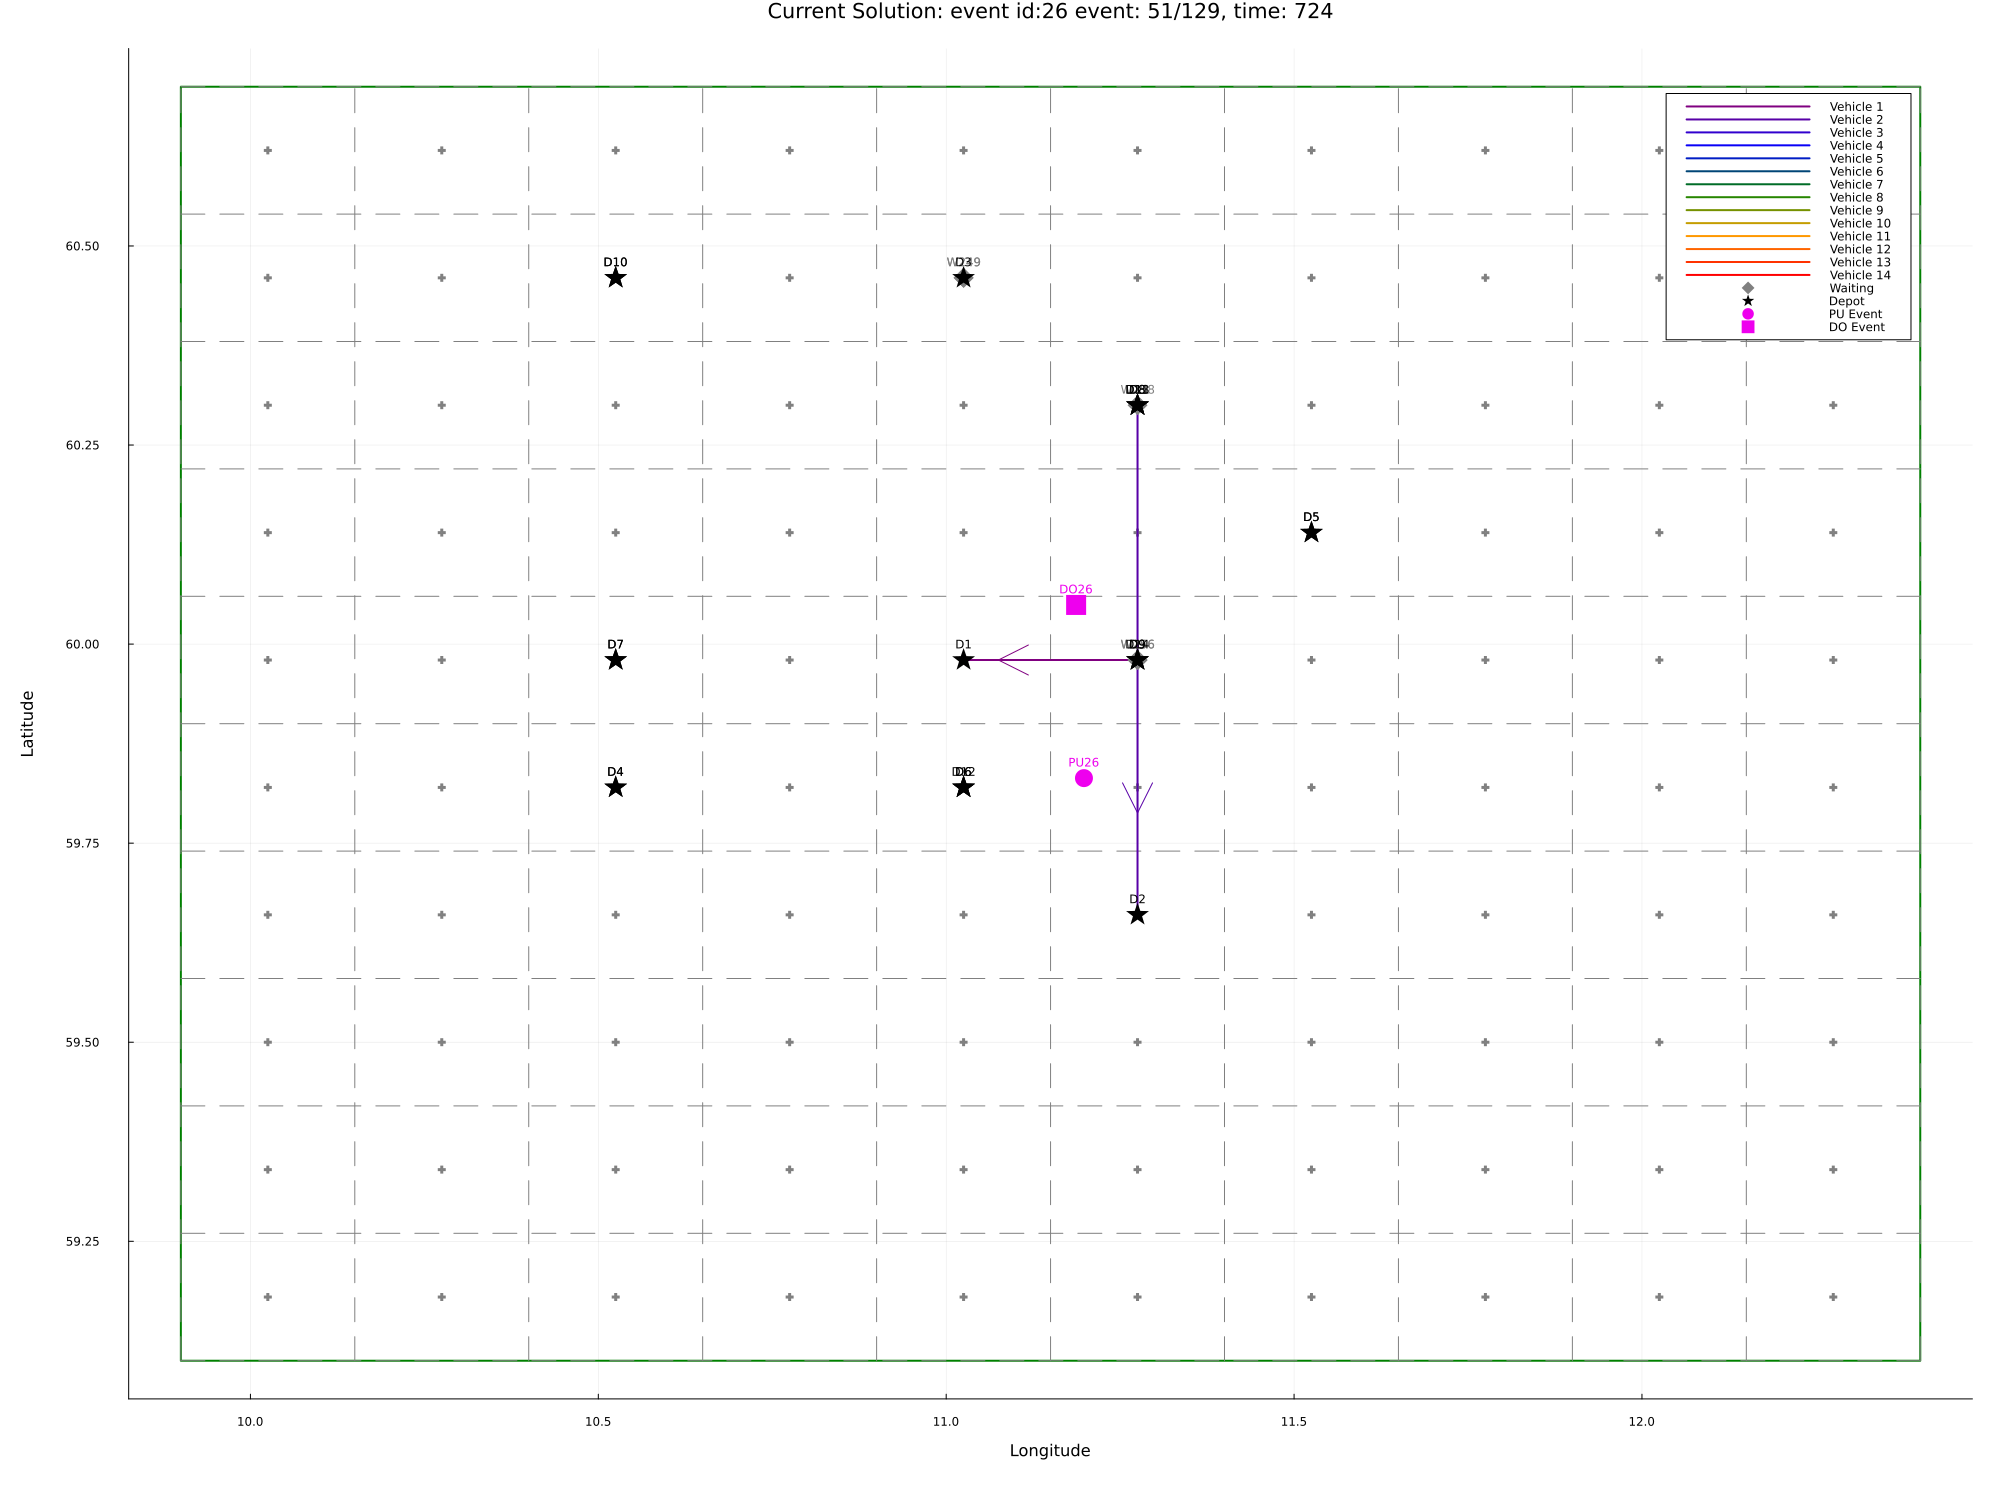 Current Solution: event id:26 event: 51/129, time: 724
Vehicle 1
Vehicle 2
Vehicle 3
Vehicle 4
Vehicle 5
Vehicle 6
Vehicle 7
Vehicle 8
Vehicle 9
Vehicle 10
Vehicle 11
Vehicle 12
Vehicle 13
Vehicle 14
Waiting
Depot
PU Event
DO Event
60.50
60.25
60.00
59.75
59.50
59.25
Latitude
D10
D3
D5
DO26
D7
D1
D4
PU26
D2
10.0
10.5
11.0
11.5
12.0
Longitude